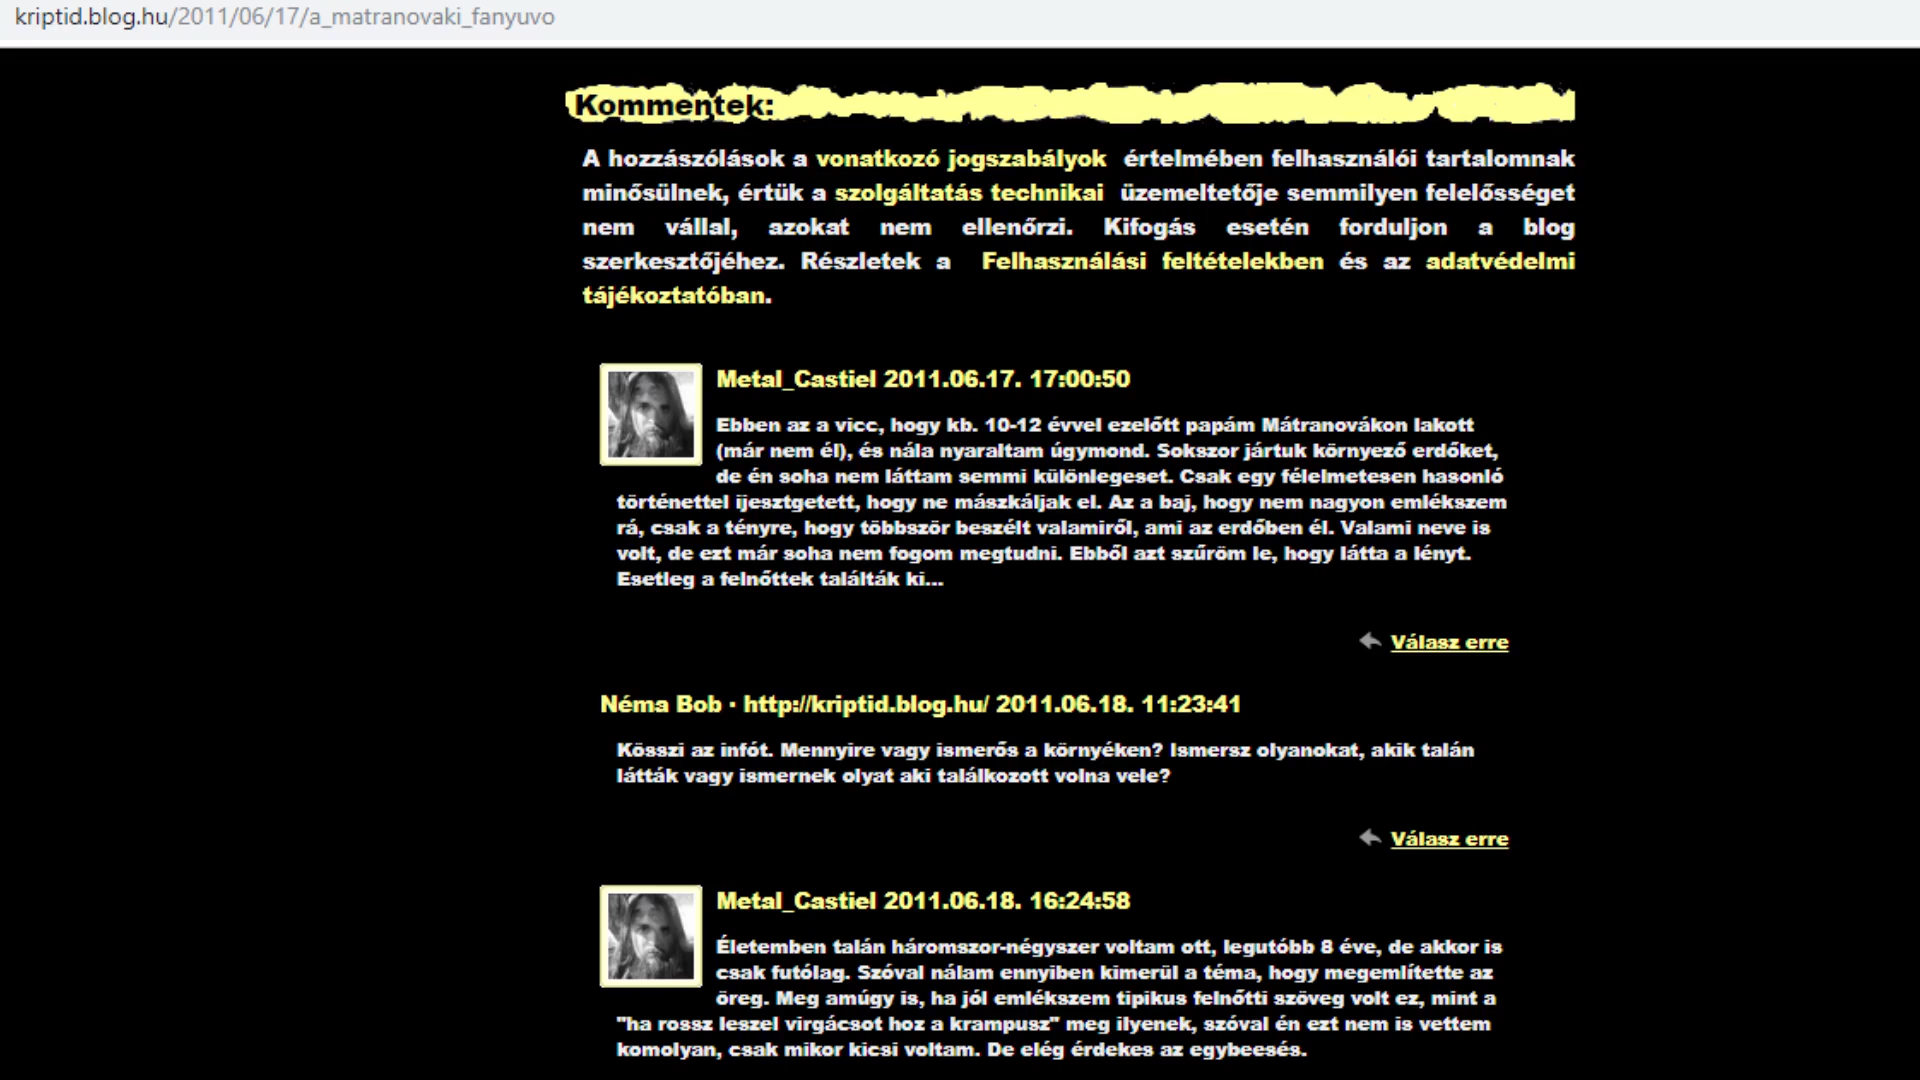 kriptid.blog.hu/2011/06/17/a_matranovaki_fanyuvo
Kommentek:
A hozzászólások a vonatkozó jogszabályok értelmében felhasználói tartalomnak
minősülnek, értük a szolgáltatás technikai üzemeltetője semmilyen felelősséget
nem vállal, azokat nem ellenőrzi. Kifogás esetén forduljon a blog
szerkesztőjéhez. Részletek a Felhasználási feltételekben és az adatvédelmi
tájékoztatóban.
Metal_Castiel 2011.06.17. 17:00:50
Ebben az a vicc, hogy kb. 10-12 évvel ezelőtt papám Mátranovákon lakott
(már nem él), és nála nyaraltam úgymond. Sokszor jártuk környező erdőket,
de én soha nem láttam semmi különlegeset. Csak egy félelmetesen hasonló
történettel ijesztgetett, hogy ne mászkáljak el. Az a baj, hogy nem nagyon emlékszem
rá, csak a tényre, hogy többször beszélt valamiről, ami az erdőben él. Valami neve is
volt, de ezt már soha nem fogom megtudni. Ebből azt szűröm le, hogy látta a lényt.
Esetleg a felnőttek találták ki...
Válasz erre
Néma Bob · http://kriptid.blog.hu/ 2011.06.18. 11:23:41
Kösszi az infót. Mennyire vagy ismerős a környéken? Ismersz olyanokat, akik talán
látták vagy ismernek olyat aki találkozott volna vele?
Válasz erre
Metal_Castiel 2011.06.18. 16:24:58
Életemben talán háromszor-négyszer voltam ott, legutóbb 8 éve, de akkor is
csak futólag. Szóval nálam ennyiben kimerül a téma, hogy megemlítette az
öreg. Meg amúgy is, ha jól emlékszem tipikus felnőtti szöveg volt ez, mint a
"ha rossz leszel virgácsot hoz a krampusz" meg ilyenek, szóval én ezt nem is vettem
komolyan, csak mikor kicsi voltam. De elég érdekes az egybeesés.